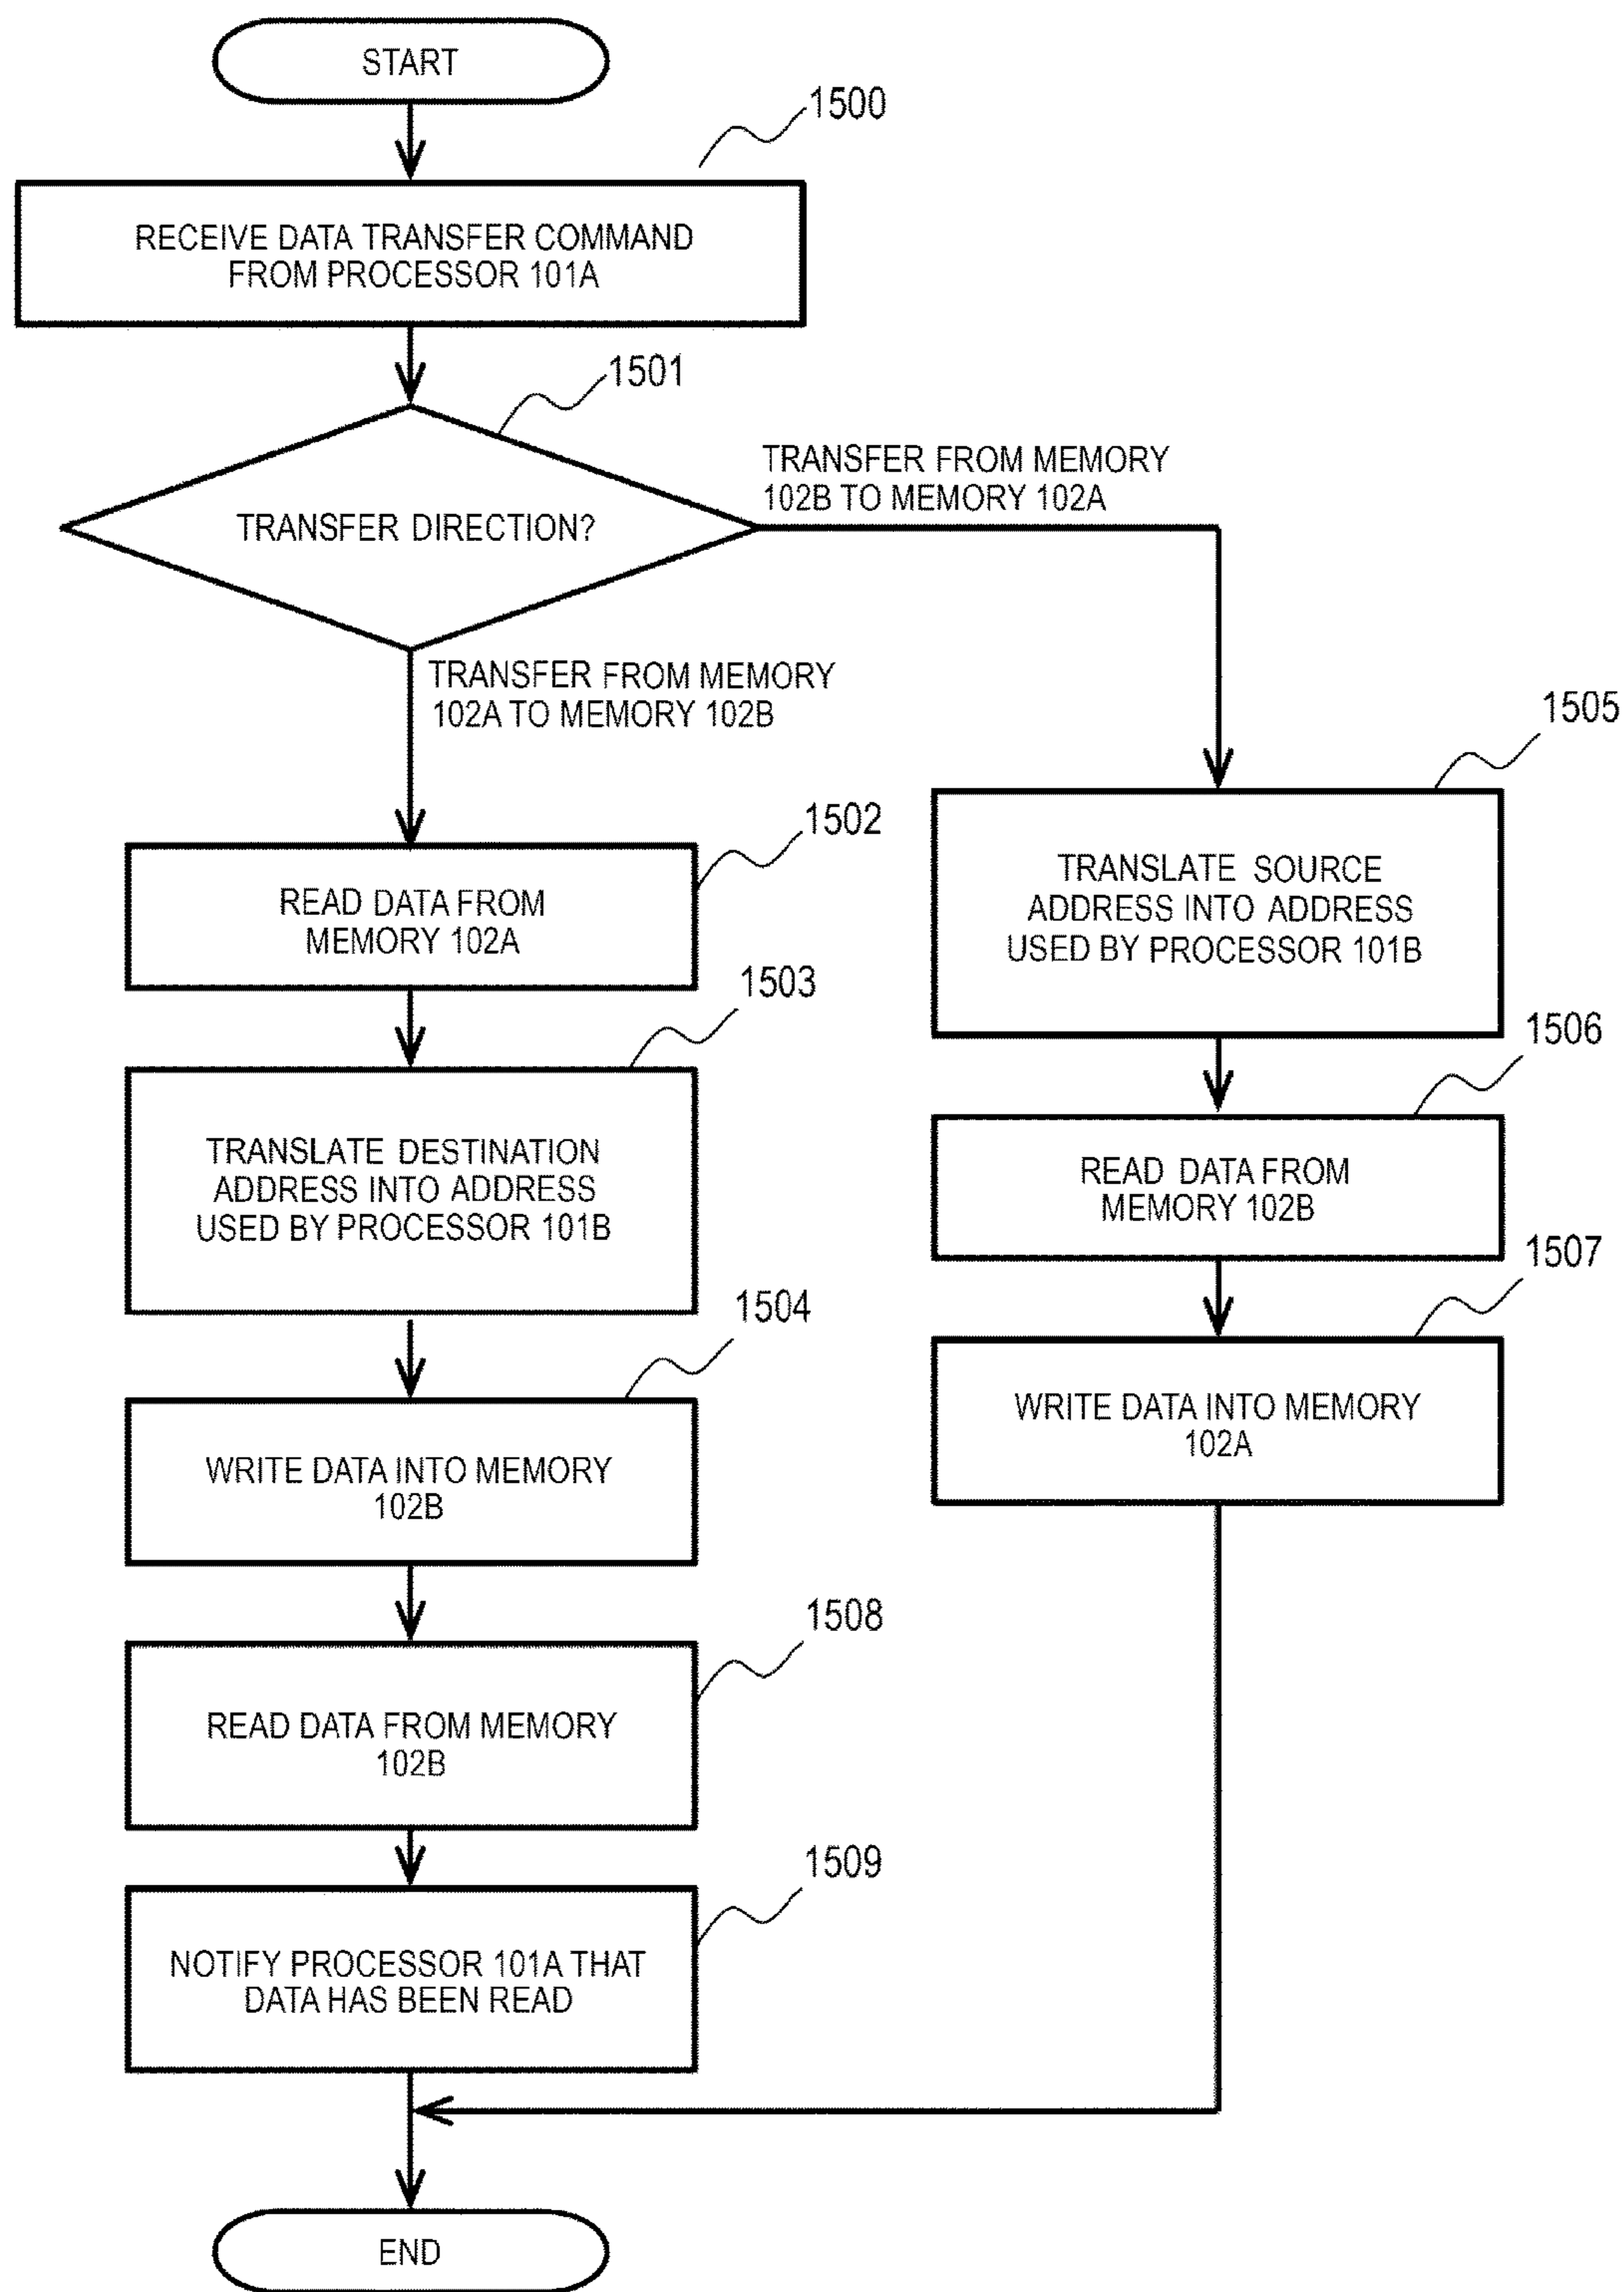 START
1500
RECEIVE DATA TRANSFER COMMAND
FROM PROCESSOR 101A
1501
TRANSFER DIRECTION?
TRANSFER FROM MEMORY
102B TO MEMORY 102A
TRANSFER FROM MEMORY
102A TO MEMORY 102B
1502
READ DATA FROM
MEMORY 102A
1503
TRANSLATE DESTINATION
ADDRESS INTO ADDRESS
USED BY PROCESSOR 101B
1504
WRITE DATA INTO MEMORY
102B
1508
READ DATA FROM MEMORY
102B
1509
NOTIFY PROCESSOR 101A THAT
DATA HAS BEEN READ
1505
TRANSLATE SOURCE
ADDRESS INTO ADDRESS
USED BY PROCESSOR 101B
1506
READ DATA FROM
MEMORY 102B
1507
WRITE DATA INTO MEMORY
102A
END